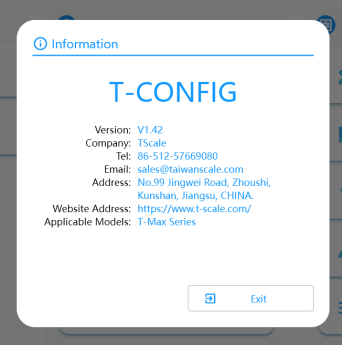 Information
T-CONFIG
Version: V1.42
Company: TScale
Tel: 86-512-57669080
Email: sales@taiwanscale.com
Address: No.99 Jingwei Road, Zhoushi,
Kunshan, Jiangsu, CHINA.
Website Address: https://www.t-scale.com/
Applicable Models: T-Max Series
Exit